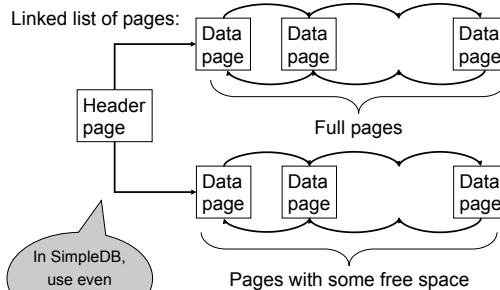 Linked list of pages:
Data
page
Data
page
Data
page
Header
page
Full pages
Data
page
Data
page
Data
page
In SimpleDB,
use even
Pages with some free space